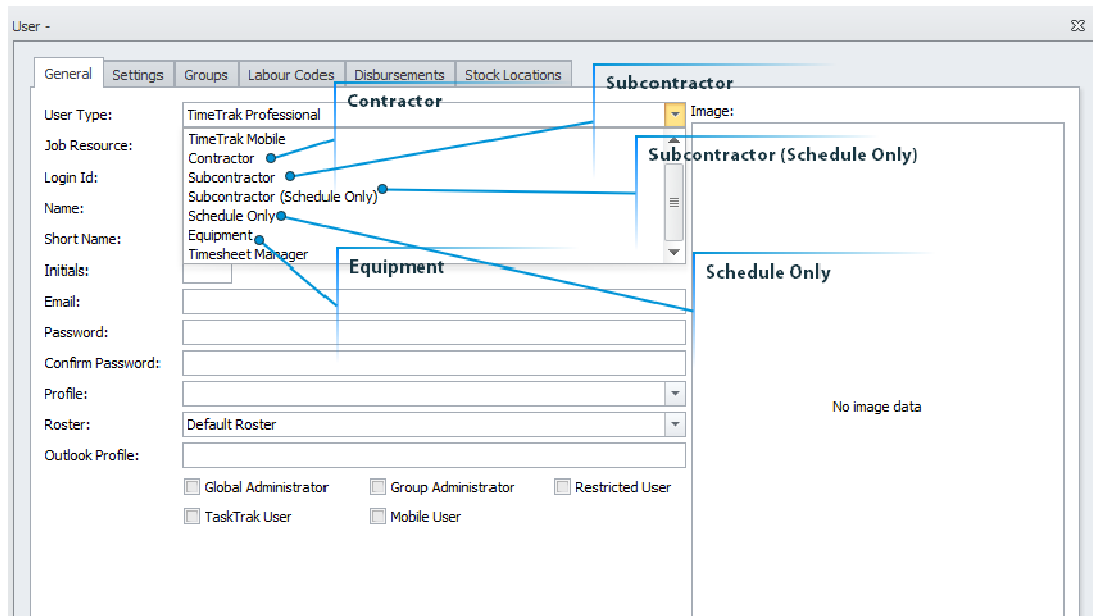 User -
General Settings Groups Labour Codes Disbursements Stock Locations
Subcontractor
Contractor
User Type: TimeTrak Professional Image:
TimeTrak Mobile
Job Resource:
Contractor
Subcontractor (Schedule Only)
Login Id:
Subcontractor
Subcontractor (Schedule Only)
Name:
Schedule Only
Short Name:
Equipment
Timesheet Manager
Equipment
Schedule Only
Initials:
Email:
Password:
Confirm Password:
Profile:
No image data
Roster: Default Roster
Outlook Profile:
Global Administrator Group Administrator Restricted User
TaskTrak User Mobile User